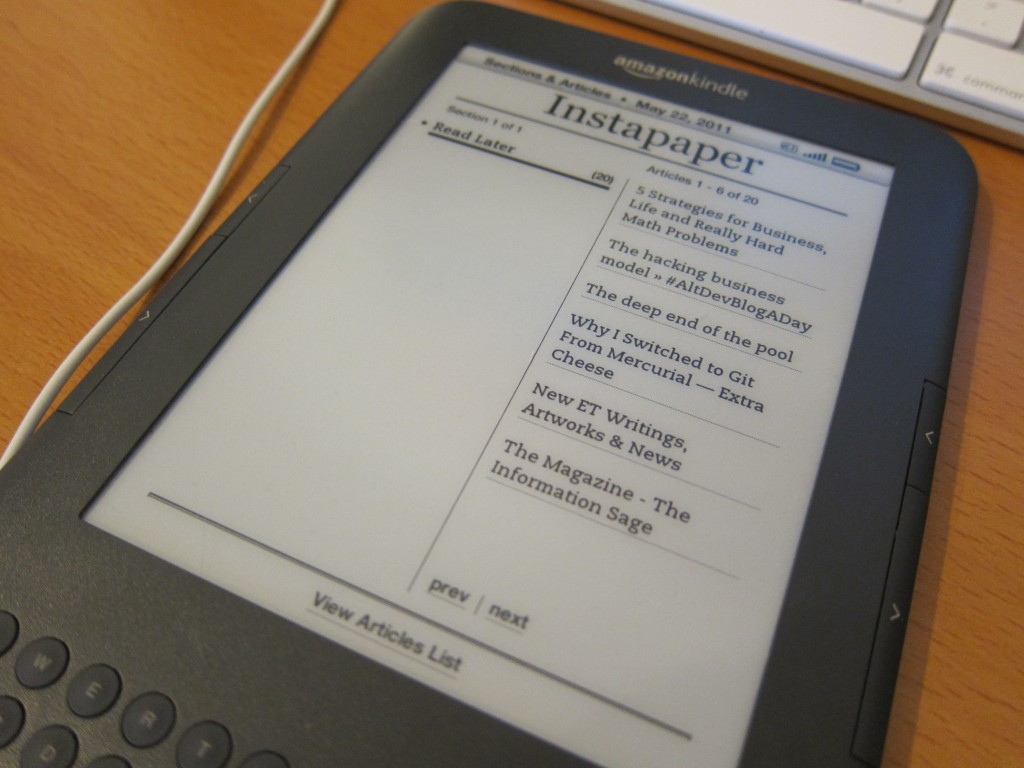 amazonkindle
Sections & Articles • May 22, 2011
Instapaper
Section 1 of 1
• Read Later
(20)
Articles 1 - 6 of 20
5 Strategies for Business,
Life and Really Hard
Math Problems
The hacking business
model » #AltDevBlogADay
The deep end of the pool
Why I Switched to Git
From Mercurial — Extra
Cheese
New ET Writings,
Artworks & News
The Magazine - The
Information Sage
prev | next
View Articles List
W E R T
D
⌘ comman